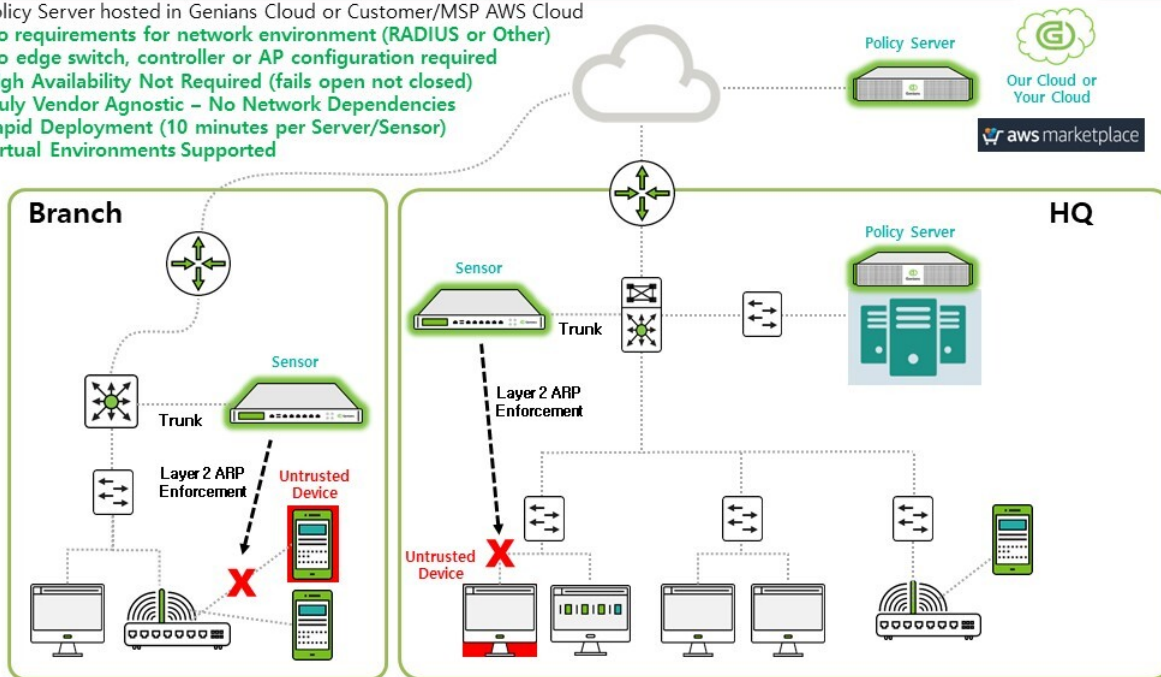 olicy Server hosted in Genians Cloud or Customer/MSP AWS Cloud
o requirements for network environment (RADIUS or Other)
o edge switch, controller or AP configuration required
igh Availability Not Required (fails open not closed)
uly Vendor Agnostic – No Network Dependencies
apid Deployment (10 minutes per Server/Sensor)
irtual Environments Supported
Policy Server
Our Cloud or
Your Cloud
aws marketplace
Branch
HQ
Policy Server
Sensor
Trunk
Sensor
Trunk
Layer 2 ARP
Enforcement
Layer 2 ARP
Enforcement
Untrusted
Device
Untrusted
Device